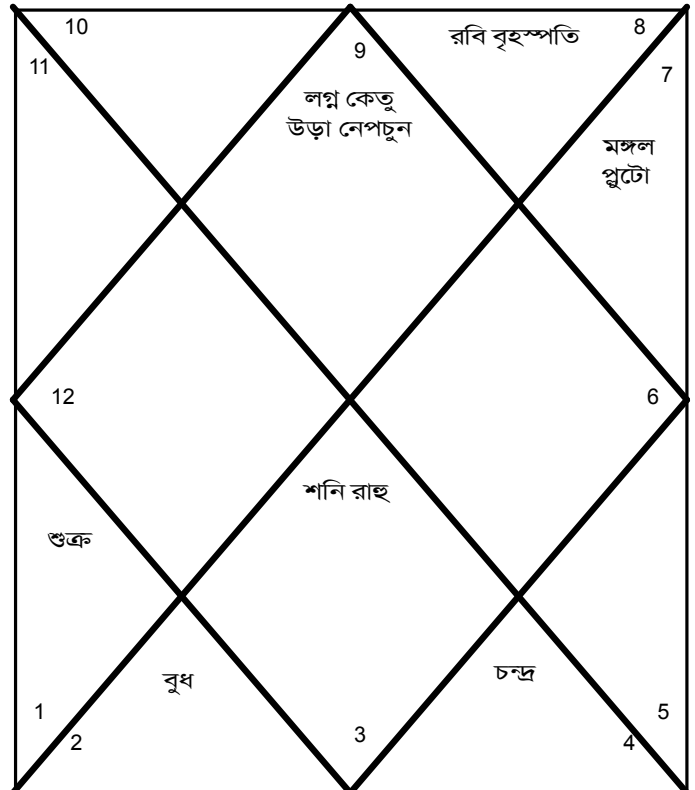 10
9
রবি বৃহস্পতি
8
11
7
লগ্ন কেতু
উড়া নেপচুন
মঙ্গল
প্লুটো
12
6
শনি রাহু
শুক্র
বুধ
চন্দ্র
1
2
3
4
5